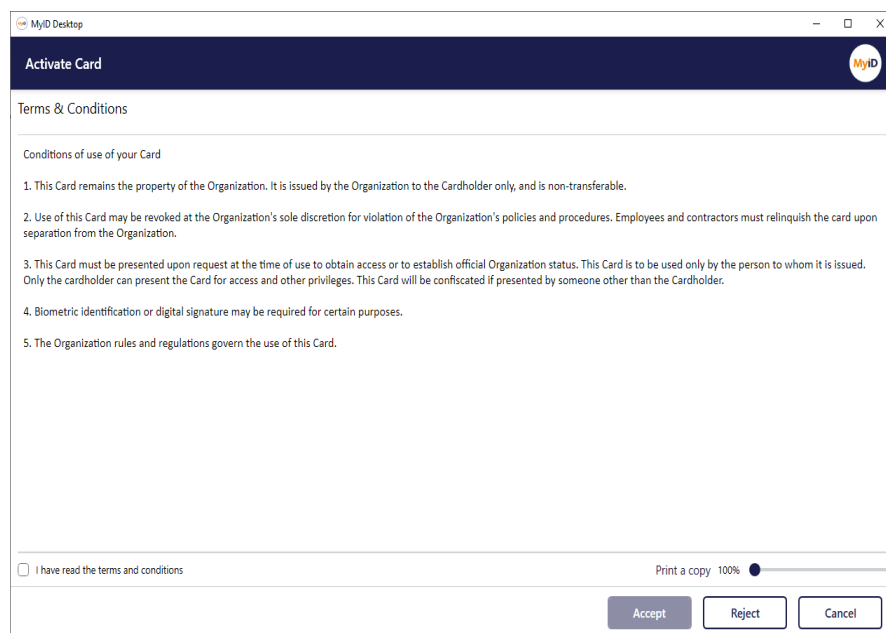 MyID Desktop
Activate Card
MyID
Terms & Conditions
Conditions of use of your Card
1. This Card remains the property of the Organization. It is issued by the Organization to the Cardholder only, and is non-transferable.
2. Use of this Card may be revoked at the Organization's sole discretion for violation of the Organization's policies and procedures. Employees and contractors must relinquish the card upon
separation from the Organization.
3. This Card must be presented upon request at the time of use to obtain access or to establish official Organization status. This Card is to be used only by the person to whom it is issued.
Only the cardholder can present the Card for access and other privileges. This Card will be confiscated if presented by someone other than the Cardholder.
4. Biometric identification or digital signature may be required for certain purposes.
5. The Organization rules and regulations govern the use of this Card.
I have read the terms and conditions
Print a copy 100%
Accept Reject Cancel